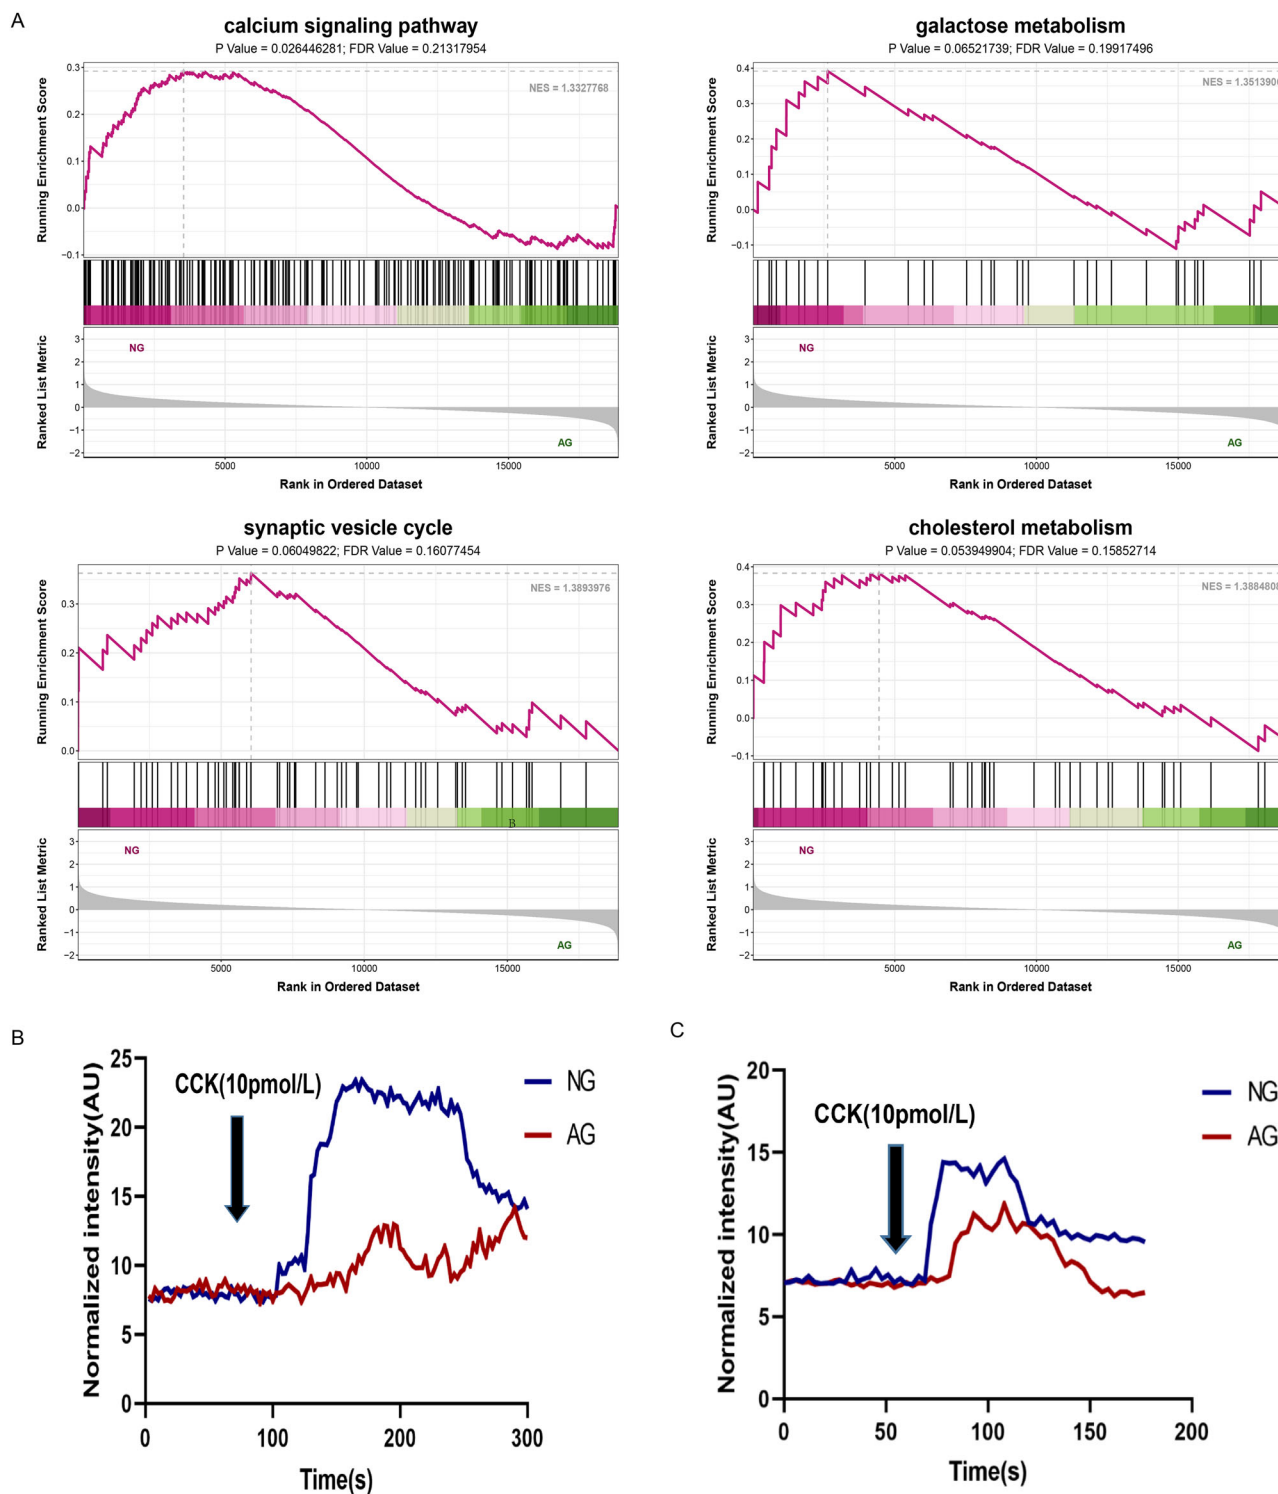 A
calcium signaling pathway
P Value = 0.026446281; FDR Value = 0.21317954
NES = 1.3327768
Running Enrichment Score
0.3
0.2
0.1
0.0
−0.1
NG
AG
Ranked List Metric
3
2
1
0
−1
−2
5000 10000 15000
Rank in Ordered Dataset
galactose metabolism
P Value = 0.06521739; FDR Value = 0.19917496
NES = 1.3513900
Running Enrichment Score
0.4
0.3
0.2
0.1
0.0
−0.1
NG
AG
Ranked List Metric
3
2
1
0
−1
−2
5000 10000 15000
Rank in Ordered Dataset
synaptic vesicle cycle
P Value = 0.06049822; FDR Value = 0.16077454
NES = 1.3893976
Running Enrichment Score
0.3
0.2
0.1
0.0
B
NG
AG
Ranked List Metric
3
2
1
0
−1
−2
5000 10000 15000
Rank in Ordered Dataset
cholesterol metabolism
P Value = 0.053949904; FDR Value = 0.15852714
NES = 1.388480
Running Enrichment Score
0.4
0.3
0.2
0.1
0.0
−0.1
NG
AG
Ranked List Metric
3
2
1
0
−1
−2
5000 10000 15000
Rank in Ordered Dataset
B
CCK(10pmol/L)
NG
AG
Normalized intensity(AU)
25
20
15
10
5
0
0 100 200 300
Time(s)
C
CCK(10pmol/L)
NG
AG
Normalized intensity(AU)
20
15
10
5
0
0 50 100 150 200
Time(s)